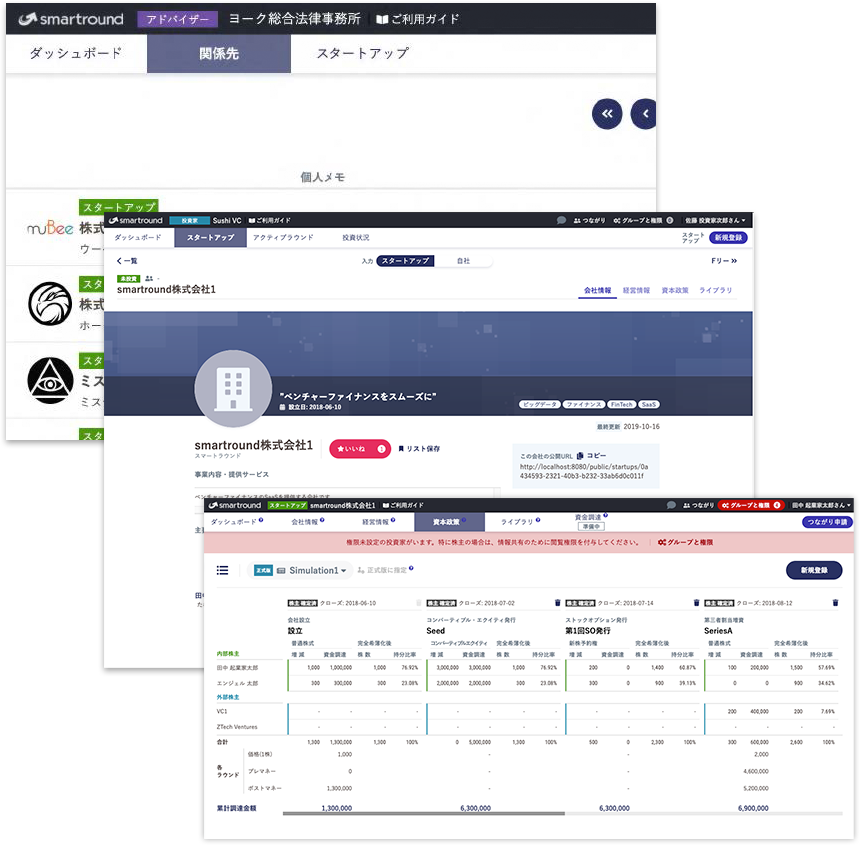 smartround アドバイザー ヨーク総合法律事務所 ご利用ガイド
ダッシュボード 関係先 スタートアップ
個人メモ
スタートアップ
muBee 株式
ウー
スタ
株式
ホー
スタ
ミス
ミス
スタ
smartround 投資家 Sushi VC ご利用ガイド つながり グループと権限 佐藤 投資家次郎さん
ダッシュボード スタートアップ アクティブラウンド 投資状況 スタートアップ 新規登録
一覧 入力 スタートアップ 自社 Fリー
未投資 -
smartround株式会社1 会社情報 経営情報 資本政策 ライブラリ
"ベンチャーファイナンスをスムーズに"
設立日: 2018-06-10 ビッグデータ ファイナンス FinTech SaaS
最終更新 2019-10-16
smartround株式会社1 いいね 1 リスト保存
スマートラウンド
この会社の公開URL コピー
http://localhost:8080/public/startups/0a
434593-2321-40b3-b232-33ab6d0c011f
事業内容・提供サービス
ベンチャーファイナンスのSaaSを提供する会社です
主
田中
た
smartround スタートアップ smartround株式会社1 ご利用ガイド つながり グループと権限 4 田中 起業家太郎さん
ダッシュボード 会社情報 経営情報 資本政策 ライブラリ 資金調達 準備中 つながり申請
権限未設定の投資家がいます。特に株主の場合は、情報共有のために閲覧権限を付与してください。 グループと権限
正式版 Simulation1 正式版に指定 新規登録
株主 確定済 クローズ: 2018-06-10 株主 確定済 クローズ: 2018-07-02 株主 確定済 クローズ: 2018-07-14 株主 確定済 クローズ: 2018-08-12
会社設立 コンバーティブル・エクイティ発行 ストックオプション発行 第三者割当増資
設立 Seed 第1回SO発行 SeriesA
普通株式 完全希薄化後 コンバーティブルエクイティ 完全希薄化後 新株予約権 完全希薄化後 普通株式 完全希薄化後
内部株主 増減 資金調達 株数 持分比率 増減 資金調達 株数 持分比率 増減 資金調達 株数 持分比率 増減 資金調達 株数 持分比率
田中 起業家太郎 1,000 1,000,000 1,000 76.92% 3,000,000 3,000,000 1,000 76.92% 200 0 1,400 60.87% 100 200,000 1,500 57.69%
エンジェル 太郎 300 300,000 300 23.08% 2,000,000 2,000,000 300 23.08% 300 0 900 39.13% 0 0 900 34.62%
外部株主
VC1 - - - - - - - - - - - - 200 400,000 200 7.69%
ZTech Ventures - - - - - - - - - - - - - - - -
合計 1,300 1,300,000 1,300 100% 0 5,000,000 1,300 100% 500 0 2,300 100% 300 600,000 2,600 100%
各ラウンド 価格(1株) 1,000 - - 2,000
プレマネー 0 - - 4,600,000
ポストマネー 1,300,000 - - 5,200,000
累計調達金額 1,300,000 6,300,000 6,300,000 6,900,000